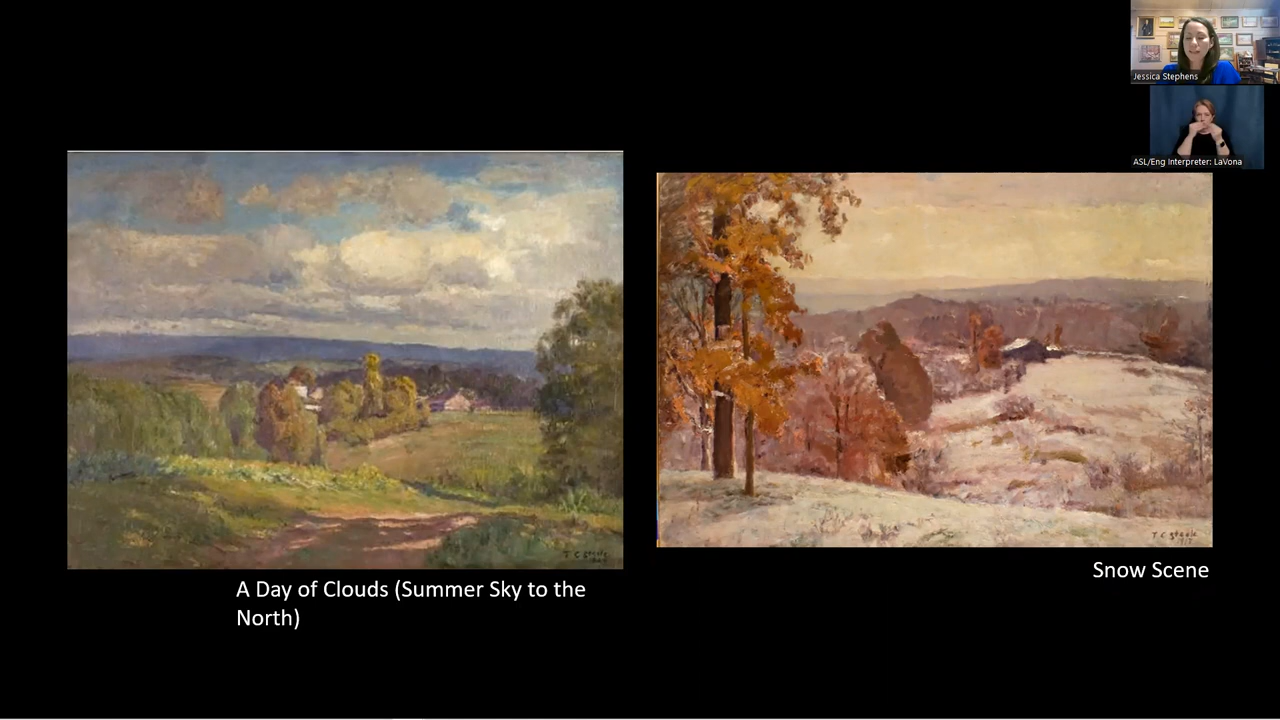 Jessica Stephens
ASL/Eng Interpreter: LaVona
T. C. Steele
T. C. Steele
A Day of Clouds (Summer Sky to the
North)
Snow Scene